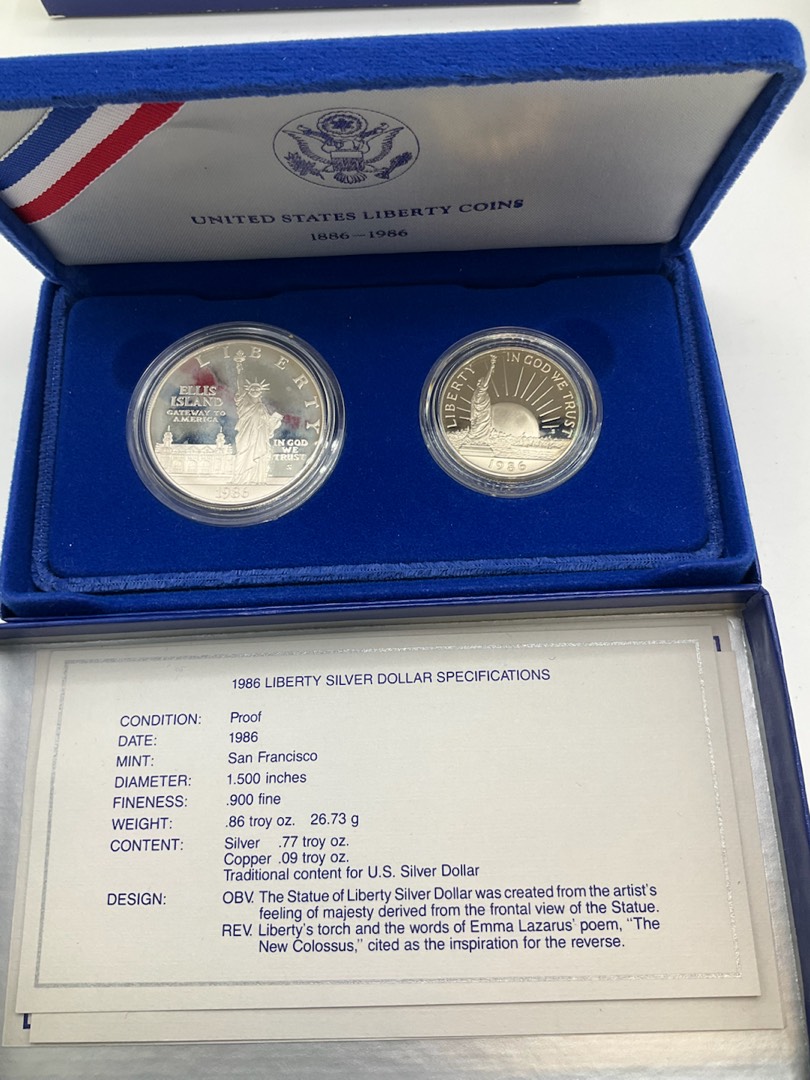 UNITED STATES LIBERTY COINS
1886–1986
LIBERTY
ELLIS
ISLAND
GATEWAY TO
AMERICA
IN GOD
WE
TRUST
S
1986
LIBERTY
IN GOD WE TRUST
S
1986
1986 LIBERTY SILVER DOLLAR SPECIFICATIONS
CONDITION: Proof
DATE: 1986
MINT: San Francisco
DIAMETER: 1.500 inches
FINENESS: .900 fine
WEIGHT: .86 troy oz. 26.73 g
CONTENT: Silver .77 troy oz.
Copper .09 troy oz.
Traditional content for U.S. Silver Dollar
DESIGN: OBV. The Statue of Liberty Silver Dollar was created from the artist's
feeling of majesty derived from the frontal view of the Statue.
REV. Liberty's torch and the words of Emma Lazarus' poem, "The
New Colossus," cited as the inspiration for the reverse.